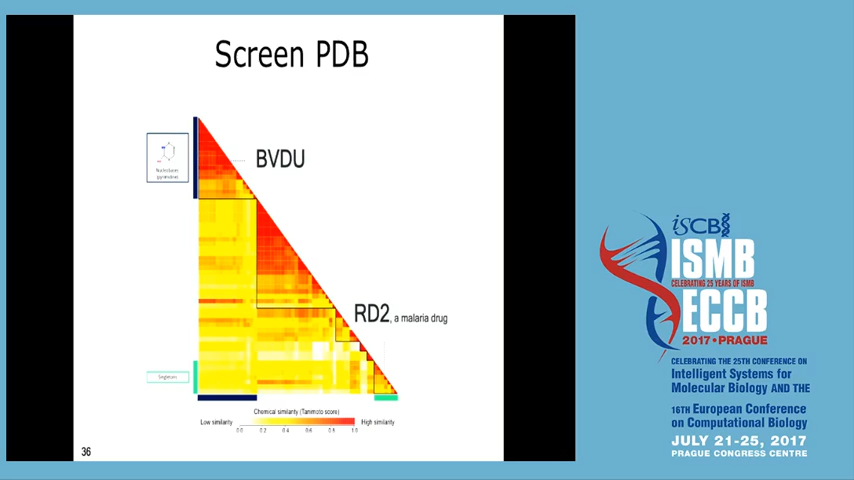 Screen PDB
BVDU
RD2, a malaria drug
Singletons
Chemical similarity (Tanimoto score)
Low similarity
High similarity
0.0 0.2 0.4 0.6 0.8 1.0
36
iSCB
ISMB
CELEBRATING 25 YEARS OF ISMB
ECCB
2017 • PRAGUE
CELEBRATING THE 25TH CONFERENCE ON
Intelligent Systems for
Molecular Biology AND THE
16TH European Conference
on Computational Biology
JULY 21-25, 2017
PRAGUE CONGRESS CENTRE